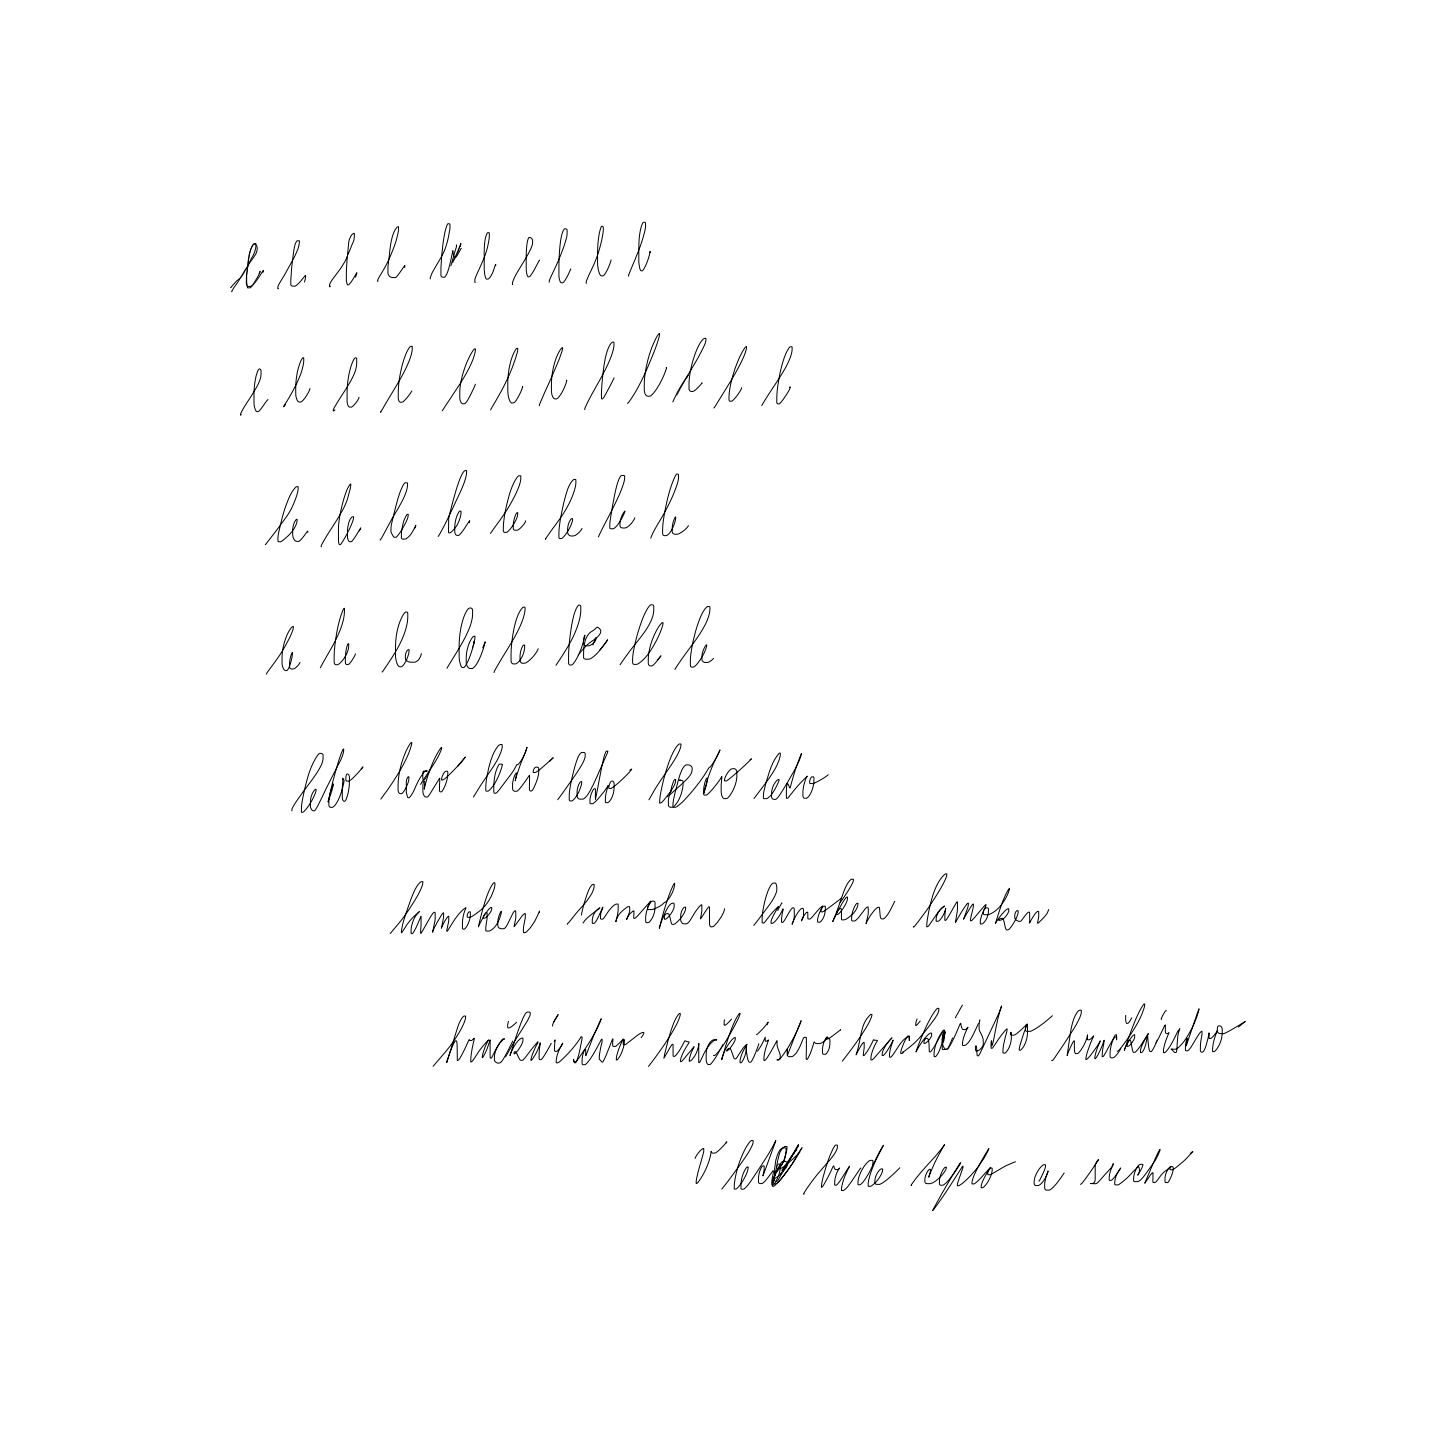 l l l l l l l l l l
l l l l l l l l l l l l
le le le le le le le le
le le le le le le le le
leto leto leto leto leto leto
lamoken lamoken lamoken lamoken
hračkárstvo hračkárstvo hračkárstvo hračkárstvo
V lete bude teplo a sucho